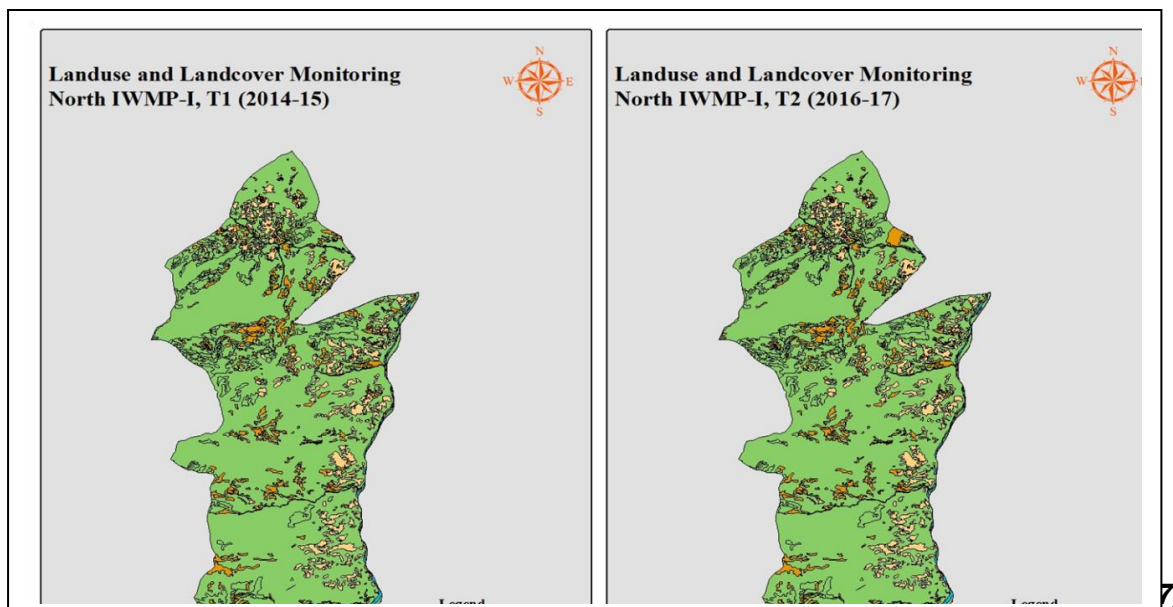 Landuse and Landcover Monitoring
North IWMP-I, T1 (2014-15)
N
W
E
S
Landuse and Landcover Monitoring
North IWMP-I, T2 (2016-17)
N
W
S
Legend
Legend
7